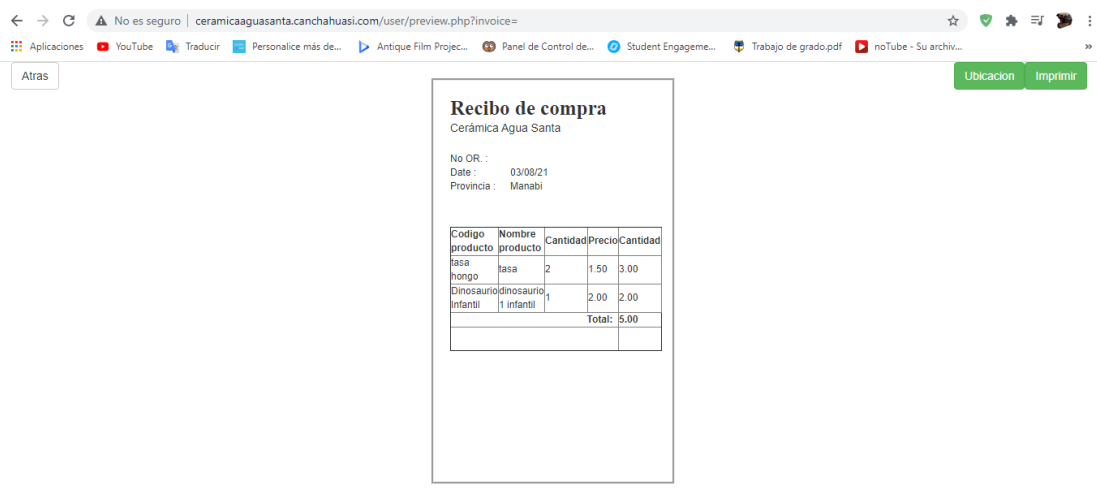 No es seguro | ceramicaaguasanta.canchahuasi.com/user/preview.php?invoice=
Aplicaciones YouTube Traducir Personalice más de... Antique Film Projec... Panel de Control de... Student Engageme... Trabajo de grado.pdf noTube - Su archiv... »
Atras Ubicacion Imprimir
Recibo de compra
Cerámica Agua Santa
No OR. :
Date : 03/08/21
Provincia : Manabi
Codigo producto Nombre producto Cantidad Precio Cantidad
tasa hongo tasa 2 1.50 3.00
Dinosaurio Infantil dinosaurio 1 infantil 1 2.00 2.00
Total: 5.00